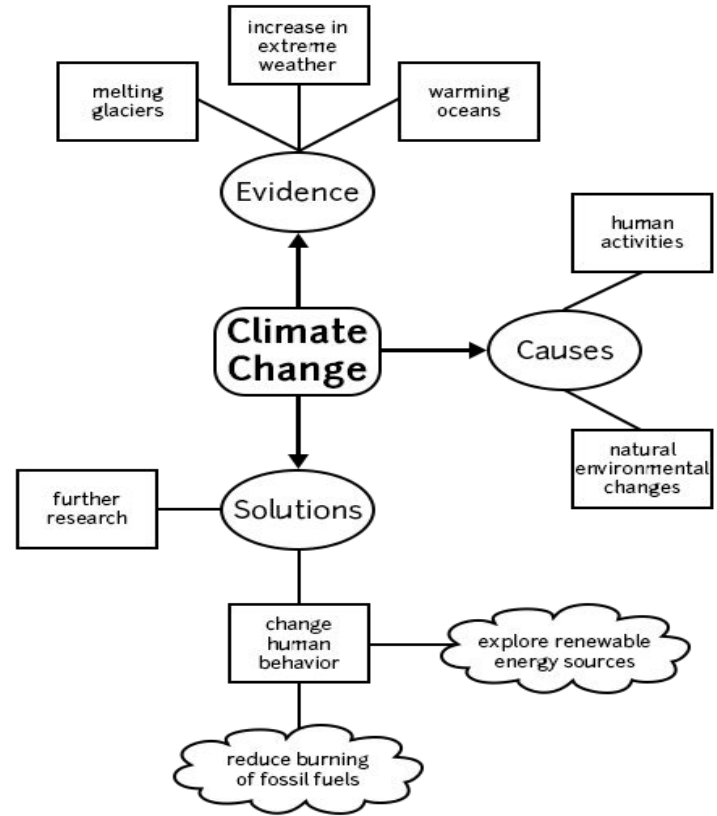 increase in
extreme
weather
melting
glaciers
warming
oceans
Evidence
human
activities
Climate
Change
Causes
natural
environmental
changes
further
research
Solutions
change
human
behavior
explore renewable
energy sources
reduce burning
of fossil fuels